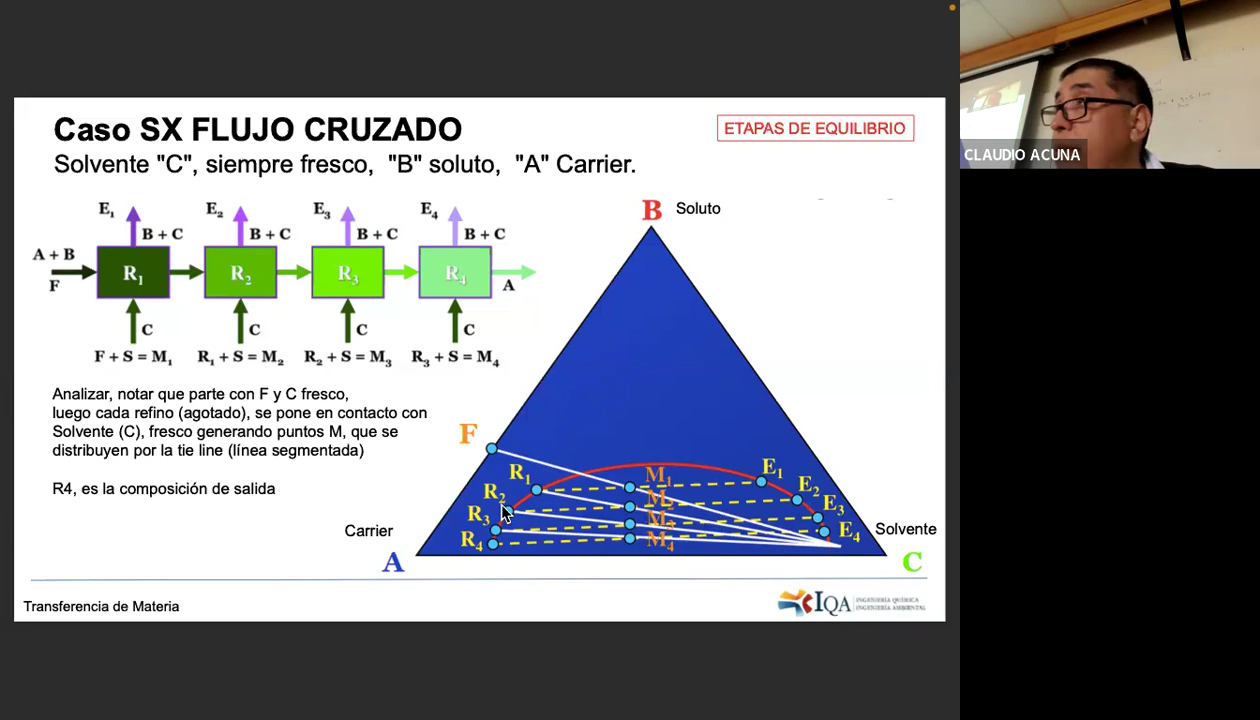 Caso SX FLUJO CRUZADO
ETAPAS DE EQUILIBRIO
Solvente "C", siempre fresco, "B" soluto, "A" Carrier.
E1 E2 E3 E4
B + C B + C B + C B + C
A + B
F
R1 R2 R3 R4
A
C C C C
F + S = M1 R1 + S = M2 R2 + S = M3 R3 + S = M4
Analizar, notar que parte con F y C fresco,
luego cada refino (agotado), se pone en contacto con
Solvente (C), fresco generando puntos M, que se
distribuyen por la tie line (línea segmentada)
R4, es la composición de salida
B Soluto
F
R1 M1 E1
R2 M2 E2
R3 M3 E3
R4 M4 E4
Carrier
Solvente
A
C
Transferencia de Materia
IQA
INGENIERÍA QUÍMICA
INGENIERÍA AMBIENTAL
CLAUDIO ACUNA